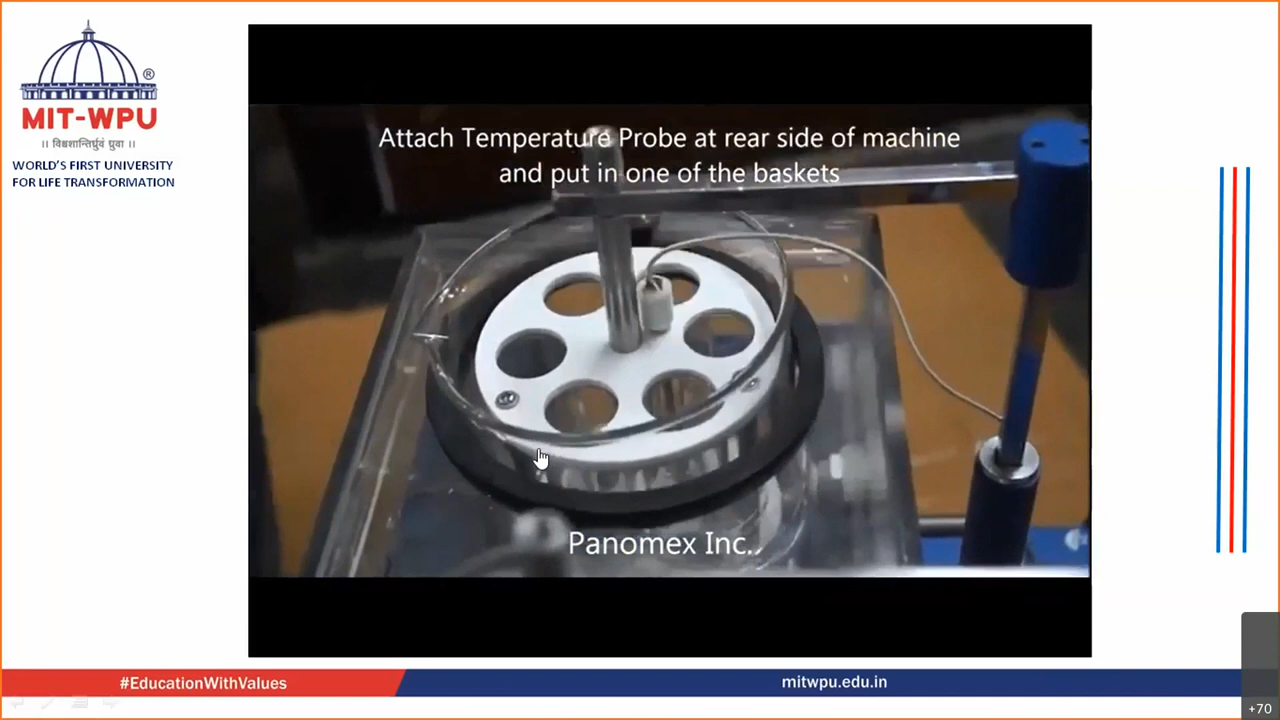 ®
MIT-WPU
।। विश्वशान्तिर्ध्रुवं ध्रुवा ।।
WORLD'S FIRST UNIVERSITY
FOR LIFE TRANSFORMATION
Attach Temperature Probe at rear side of machine
and put in one of the baskets
Panomex Inc.
#EducationWithValues
mitwpu.edu.in
+70